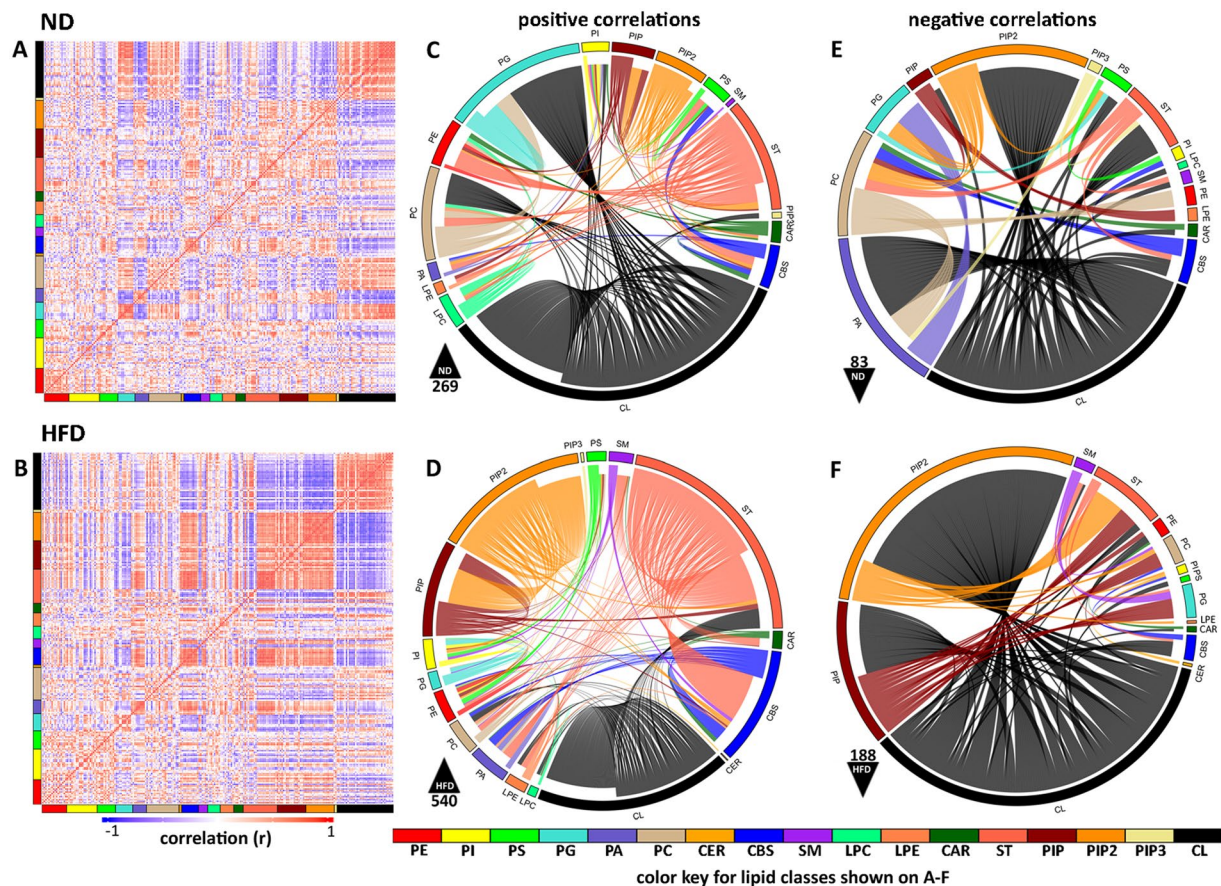 ND
positive correlations
negative correlations
A
C
PG
PI
PIP
PIP2
PS
SM
ST
PIP3
CAR
CBS
CL
LPC
LPE
PA
PC
PE
ND
269
E
PIP2
PIP3
PS
ST
PI
LPC
SM
PE
LPE
CAR
CBS
CL
PA
PC
PG
PIP
83
ND
HFD
B
D
PIP2
PIP3
PS
SM
ST
CAR
CBS
CER
CL
LPC
LPE
PA
PC
PE
PG
PI
PIP
HFD
540
F
PIP2
SM
ST
PE
PC
PI
PS
PG
LPE
CAR
CBS
CER
CL
PIP
188
HFD
-1
correlation (r)
1
PE PI PS PG PA PC CER CBS SM LPC LPE CAR ST PIP PIP2 PIP3 CL
color key for lipid classes shown on A-F